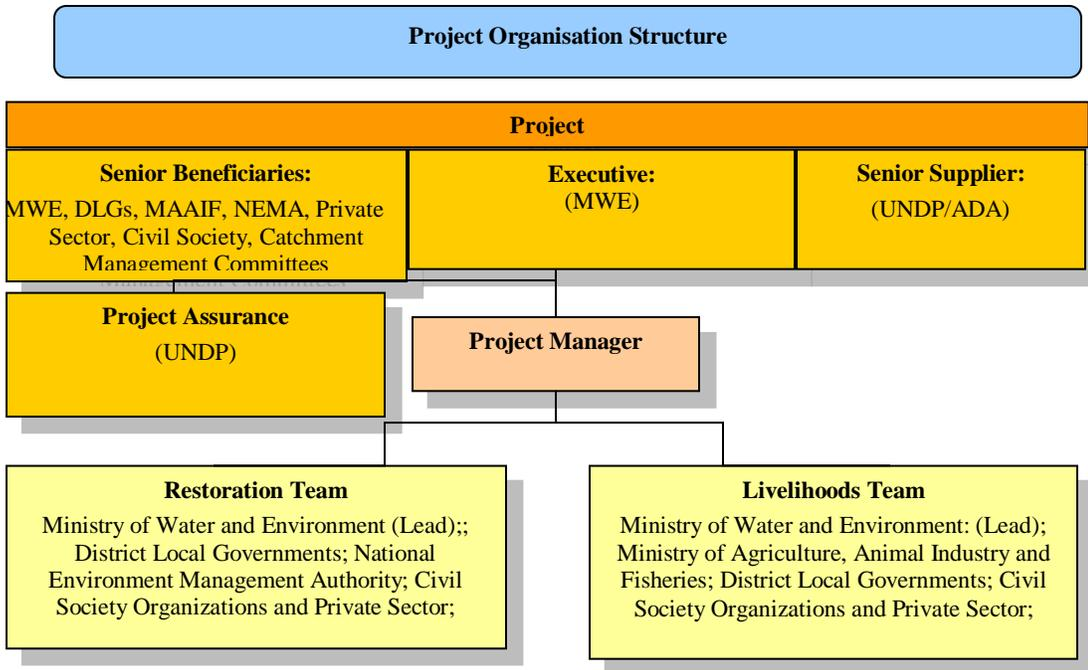 Project Organisation Structure
Project
Senior Beneficiaries:
MWE, DLGs, MAAIF, NEMA, Private
Sector, Civil Society, Catchment
Management Committees
Executive:
(MWE)
Senior Supplier:
(UNDP/ADA)
Project Assurance
(UNDP)
Project Manager
Restoration Team
Ministry of Water and Environment (Lead);;
District Local Governments; National
Environment Management Authority; Civil
Society Organizations and Private Sector;
Livelihoods Team
Ministry of Water and Environment: (Lead);
Ministry of Agriculture, Animal Industry and
Fisheries; District Local Governments; Civil
Society Organizations and Private Sector;